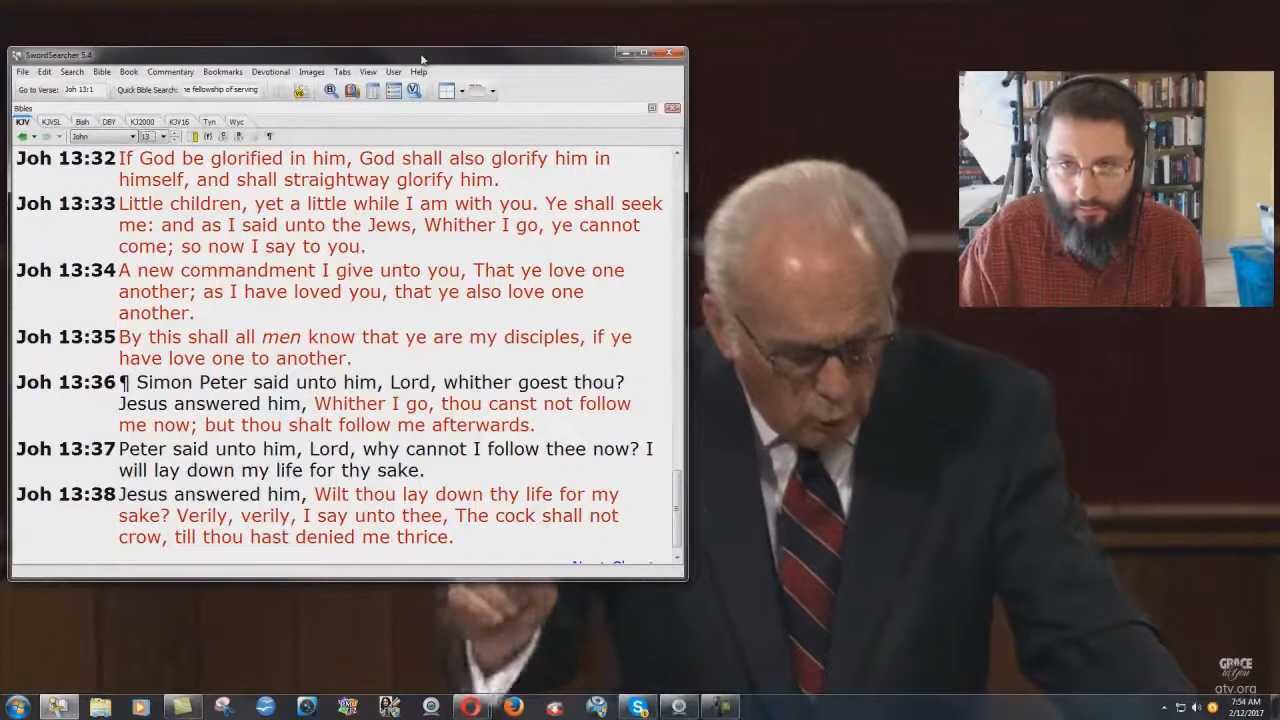 SwordSearcher 5.4
File Edit Search Bible Book Commentary Bookmarks Devotional Images Tabs View User Help
Go to Verse: Joh 13:1 Quick Bible Search: he fellowship of serving
Bibles
KJV KJVSL Bish DBY KJ2000 KJV16 Tyn Wyc
John 13
Joh 13:32 If God be glorified in him, God shall also glorify him in
himself, and shall straightway glorify him.
Joh 13:33 Little children, yet a little while I am with you. Ye shall seek
me: and as I said unto the Jews, Whither I go, ye cannot
come; so now I say to you.
Joh 13:34 A new commandment I give unto you, That ye love one
another; as I have loved you, that ye also love one
another.
Joh 13:35 By this shall all men know that ye are my disciples, if ye
have love one to another.
Joh 13:36 ¶ Simon Peter said unto him, Lord, whither goest thou?
Jesus answered him, Whither I go, thou canst not follow
me now; but thou shalt follow me afterwards.
Joh 13:37 Peter said unto him, Lord, why cannot I follow thee now? I
will lay down my life for thy sake.
Joh 13:38 Jesus answered him, Wilt thou lay down thy life for my
sake? Verily, verily, I say unto thee, The cock shall not
crow, till thou hast denied me thrice.
GRACE
to You
atv.org
7:54 AM
2/12/2017